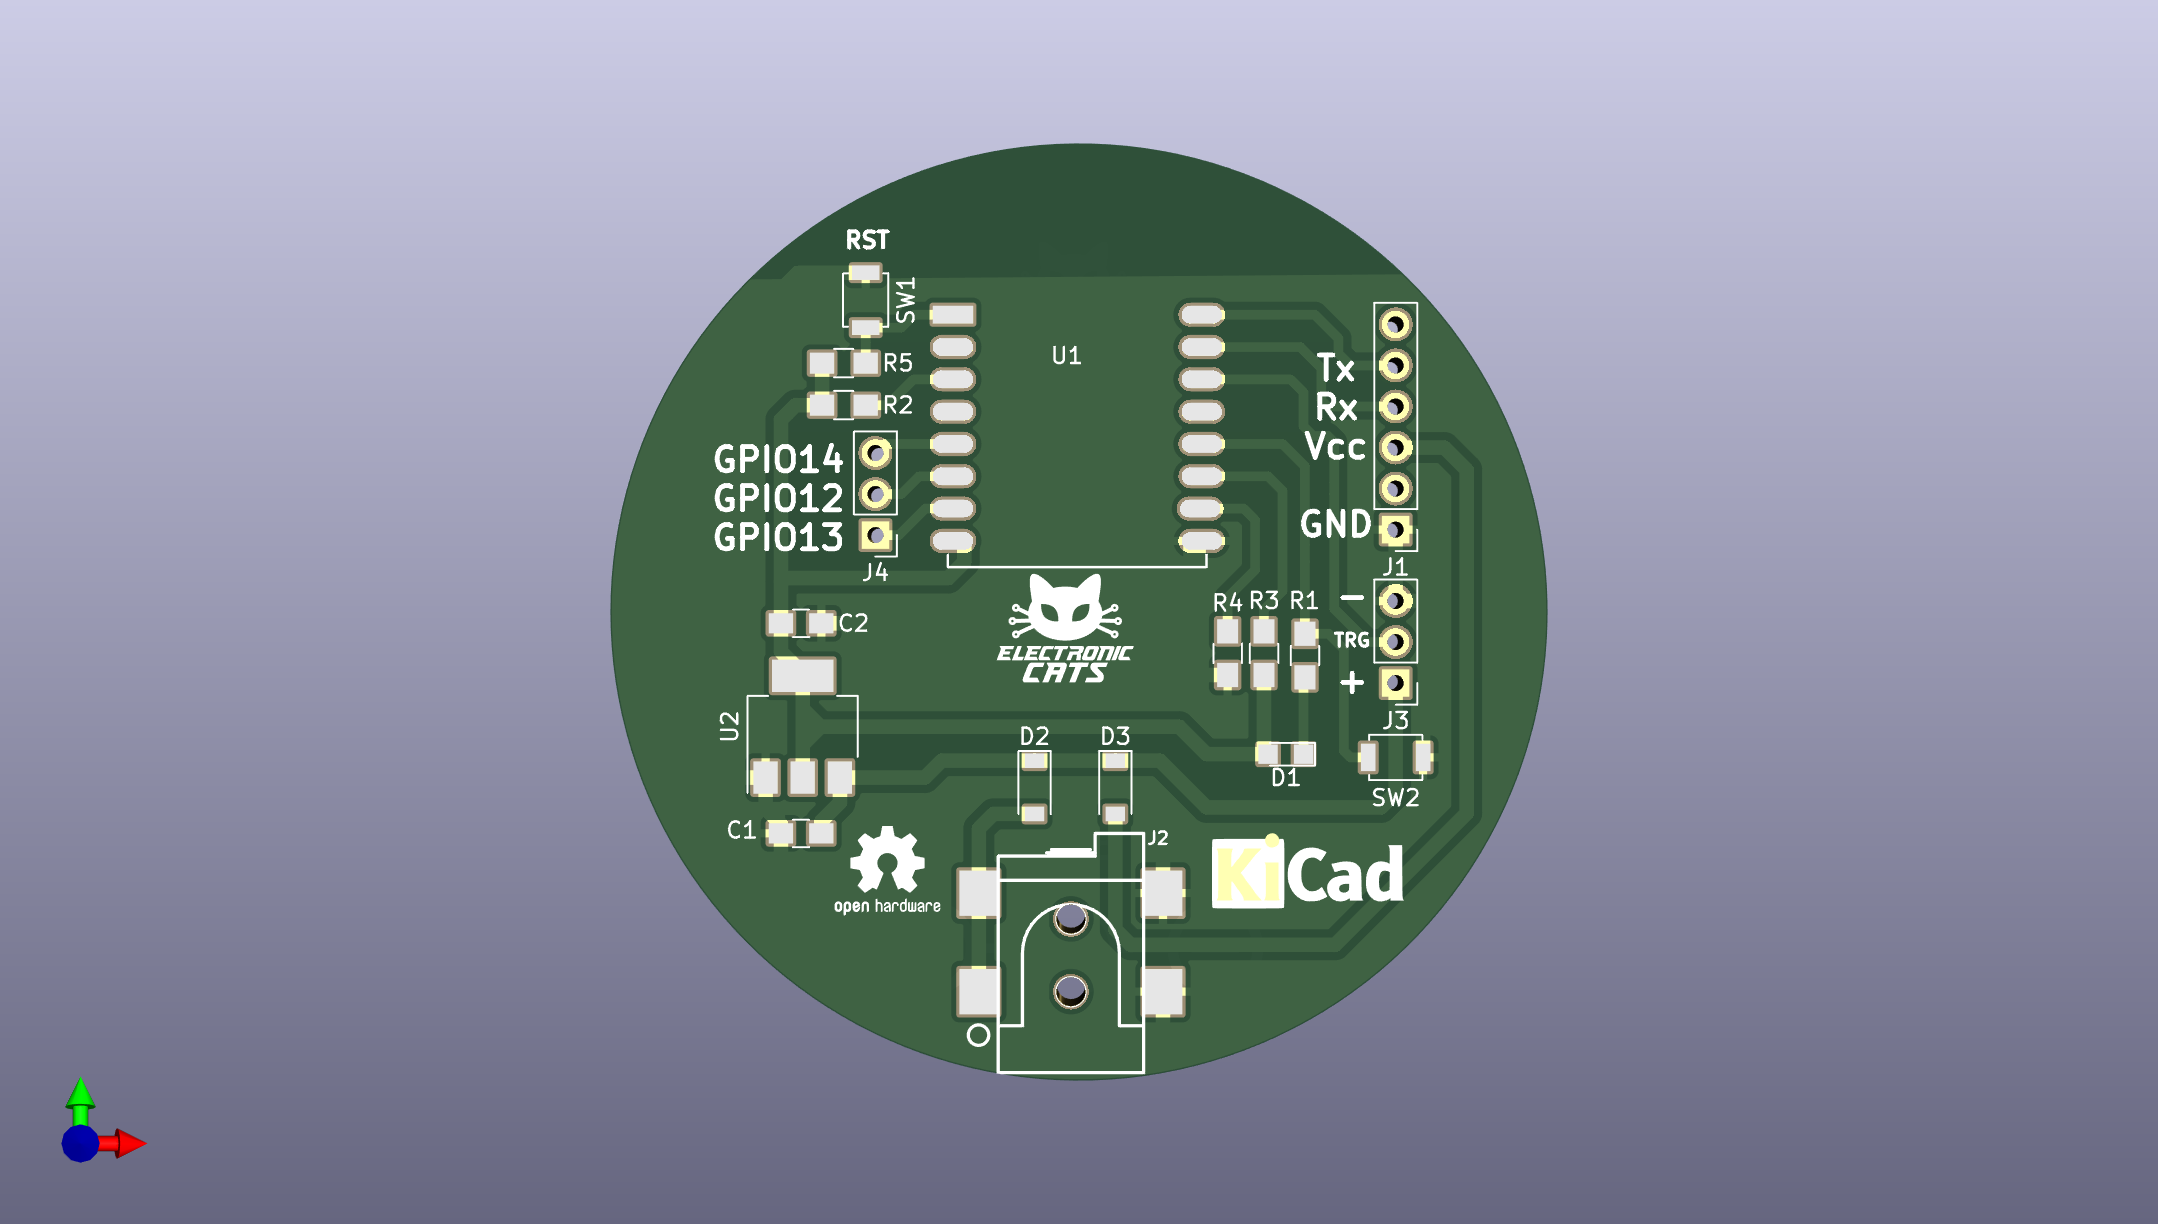 RST
SW1
R5
R2
U1
Tx
Rx
Vcc
GND
J1
GPIO14
GPIO12
GPIO13
J4
C2
R4 R3 R1
-
TRG
+
J3
ELECTRONIC
CATS
U2
D2
D3
D1
SW2
C1
J2
open hardware
KiCad